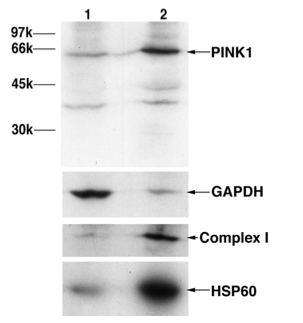 1 2
97k
66k
PINK1
45k
30k
GAPDH
Complex I
HSP60